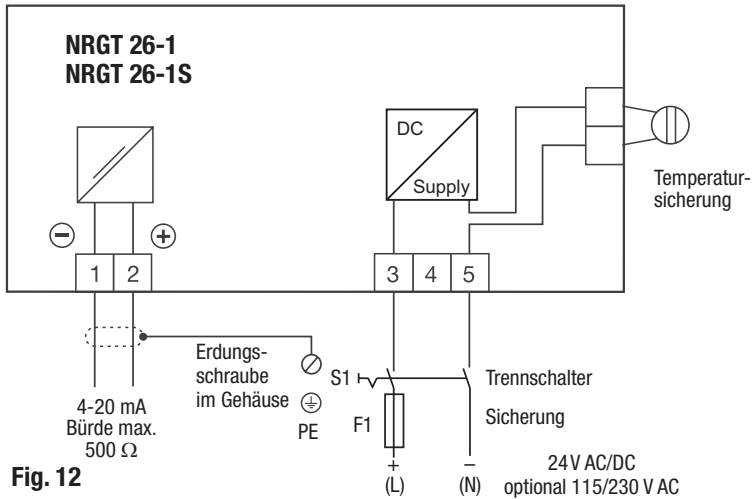 NRGT 26-1
NRGT 26-1S
DC
Supply
Temperatur-
sicherung
− +
1 2 3 4 5
Erdungs-
schraube
im Gehäuse
PE
S1
Trennschalter
F1
Sicherung
4-20 mA
Bürde max.
500 Ω
+
(L)
−
(N)
24 V AC/DC
optional 115/230 V AC
Fig. 12